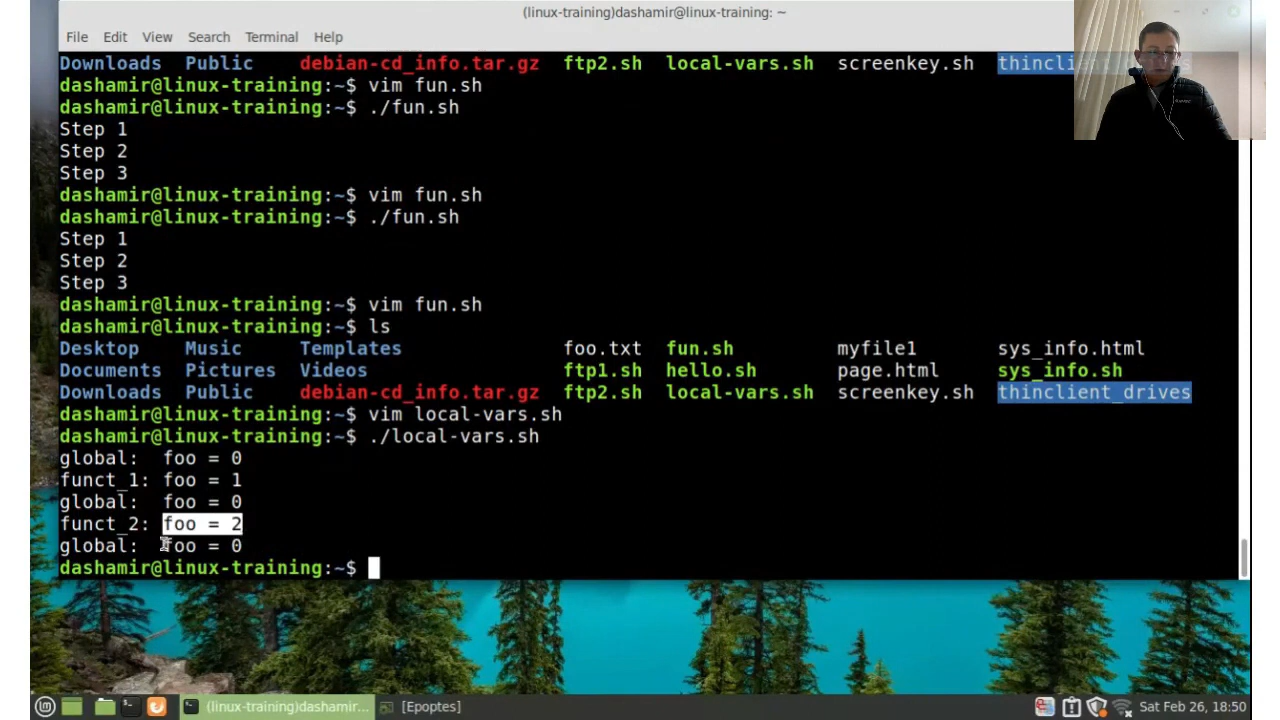 (linux-training)dashamir@linux-training: ~
File Edit View Search Terminal Help
Downloads Public debian-cd_info.tar.gz ftp2.sh local-vars.sh screenkey.sh
dashamir@linux-training:~$ vim fun.sh
dashamir@linux-training:~$ ./fun.sh
Step 1
Step 2
Step 3
dashamir@linux-training:~$ vim fun.sh
dashamir@linux-training:~$ ./fun.sh
Step 1
Step 2
Step 3
dashamir@linux-training:~$ vim fun.sh
dashamir@linux-training:~$ ls
Desktop Music Templates foo.txt fun.sh myfile1 sys_info.html
Documents Pictures Videos ftp1.sh hello.sh page.html sys_info.sh
Downloads Public debian-cd_info.tar.gz ftp2.sh local-vars.sh screenkey.sh thinclient_drives
dashamir@linux-training:~$ vim local-vars.sh
dashamir@linux-training:~$ ./local-vars.sh
global: foo = 0
funct_1: foo = 1
global: foo = 0
funct_2: foo = 2
global: foo = 0
dashamir@linux-training:~$
(linux-training)dashamir... [Epoptes] Sat Feb 26, 18:50